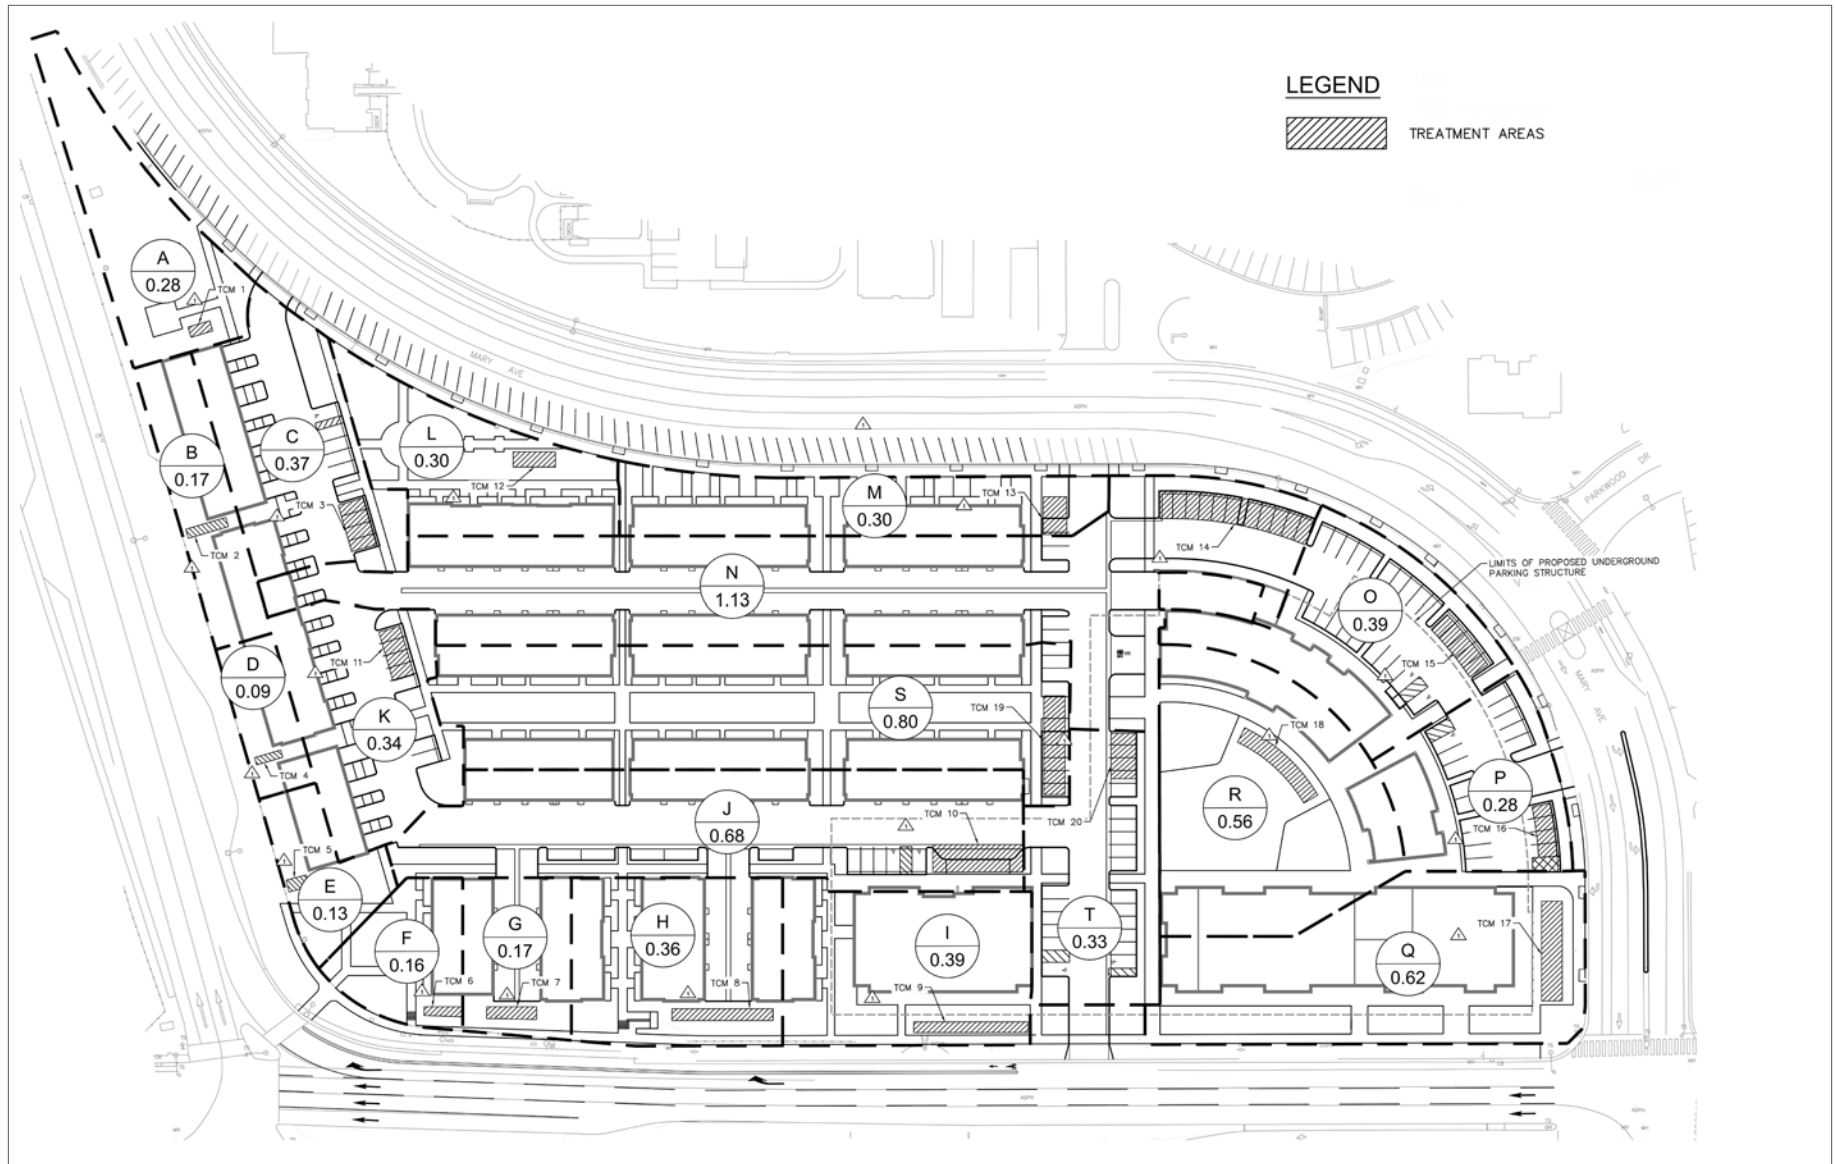 LEGEND
TREATMENT AREAS
A
0.28
TCM 1
MARY
AVE
B
0.17
C
0.37
L
0.30
TCM 12
TCM 3
TCM 2
M
0.30
TCM 13
TCM 14
PARKWOOD DR
LIMITS OF PROPOSED UNDERGROUND
PARKING STRUCTURE
N
1.13
O
0.39
TCM 15
MARY
AVE
D
0.09
TCM 11
K
0.34
TCM 4
S
0.80
TCM 19
TCM 18
R
0.56
P
0.28
TCM 16
J
0.68
TCM 10
TCM 20
TCM 5
E
0.13
F
0.16
G
0.17
H
0.36
I
0.39
T
0.33
Q
0.62
TCM 17
TCM 6
TCM 7
TCM 8
TCM 9
ASPH
ASPH